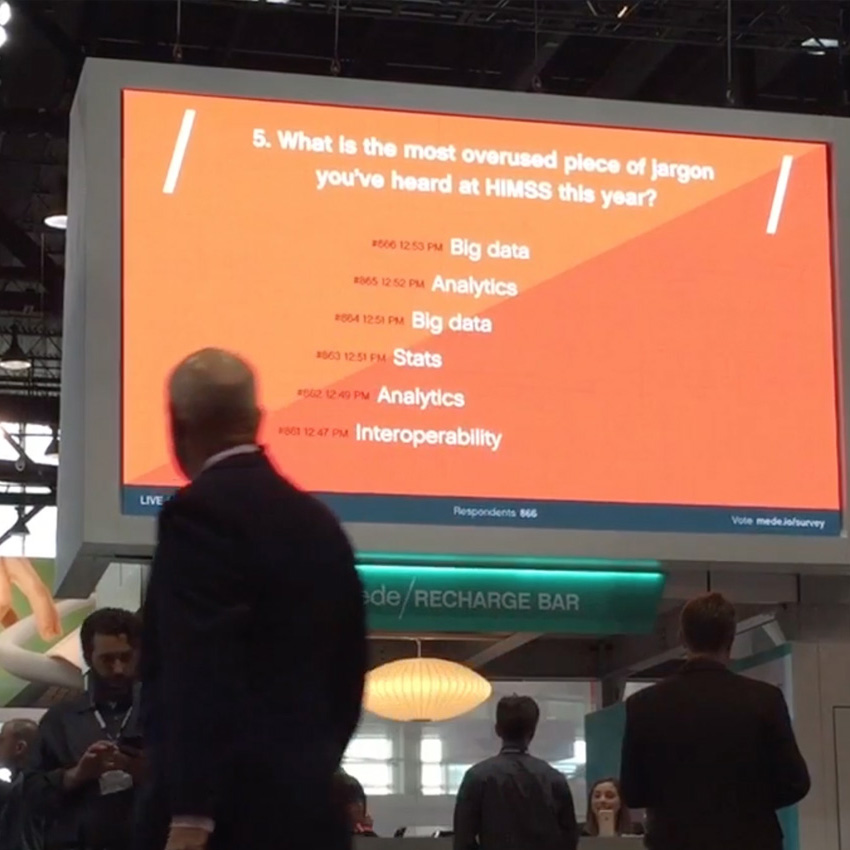 5. What is the most overused piece of jargon
you've heard at HIMSS this year?
#866 12:53 PM Big data
#865 12:52 PM Analytics
#864 12:51 PM Big data
#863 12:51 PM Stats
#862 12:49 PM Analytics
#861 12:47 PM Interoperability
LIVE Respondents 866 Vote mede.io/survey
ede/RECHARGE BAR